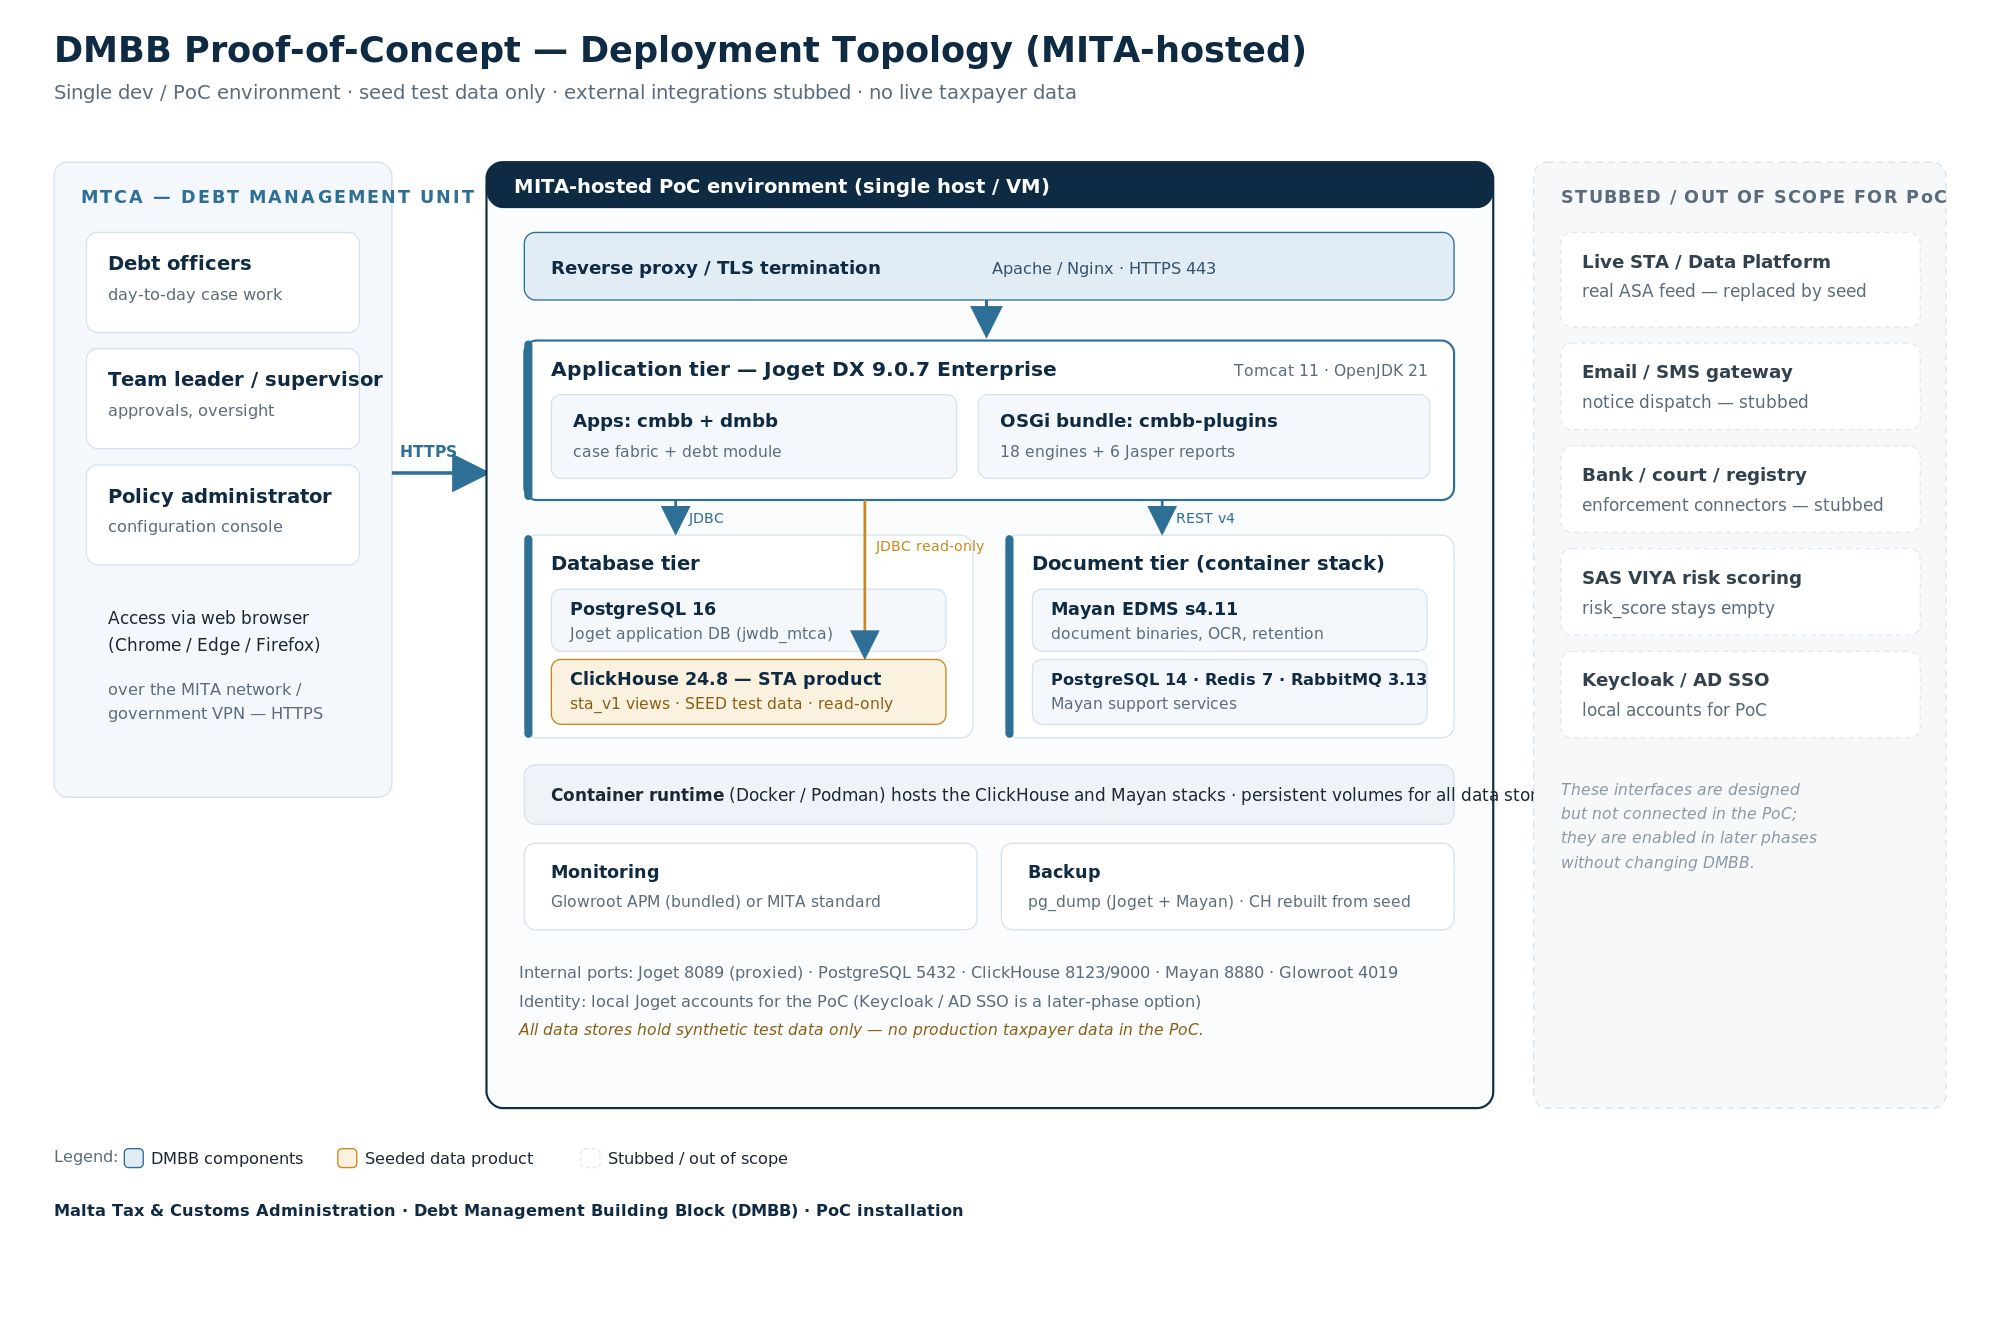 DMBB Proof-of-Concept — Deployment Topology (MITA-hosted)
Single dev / PoC environment · seed test data only · external integrations stubbed · no live taxpayer data
MTCA — DEBT MANAGEMENT UNIT
Debt officers
day-to-day case work
Team leader / supervisor
approvals, oversight
Policy administrator
configuration console
Access via web browser
(Chrome / Edge / Firefox)
over the MITA network /
government VPN — HTTPS
HTTPS
MITA-hosted PoC environment (single host / VM)
Reverse proxy / TLS termination
Apache / Nginx · HTTPS 443
Application tier — Joget DX 9.0.7 Enterprise
Tomcat 11 · OpenJDK 21
Apps: cmbb + dmbb
case fabric + debt module
OSGi bundle: cmbb-plugins
18 engines + 6 Jasper reports
JDBC
JDBC read-only
REST v4
Database tier
PostgreSQL 16
Joget application DB (jwdb_mtca)
ClickHouse 24.8 — STA product
sta_v1 views · SEED test data · read-only
Document tier (container stack)
Mayan EDMS s4.11
document binaries, OCR, retention
PostgreSQL 14 · Redis 7 · RabbitMQ 3.13
Mayan support services
Container runtime (Docker / Podman) hosts the ClickHouse and Mayan stacks · persistent volumes for all data stor
Monitoring
Glowroot APM (bundled) or MITA standard
Backup
pg_dump (Joget + Mayan) · CH rebuilt from seed
Internal ports: Joget 8089 (proxied) · PostgreSQL 5432 · ClickHouse 8123/9000 · Mayan 8880 · Glowroot 4019
Identity: local Joget accounts for the PoC (Keycloak / AD SSO is a later-phase option)
All data stores hold synthetic test data only — no production taxpayer data in the PoC.
STUBBED / OUT OF SCOPE FOR PoC
Live STA / Data Platform
real ASA feed — replaced by seed
Email / SMS gateway
notice dispatch — stubbed
Bank / court / registry
enforcement connectors — stubbed
SAS VIYA risk scoring
risk_score stays empty
Keycloak / AD SSO
local accounts for PoC
These interfaces are designed
but not connected in the PoC;
they are enabled in later phases
without changing DMBB.
Legend:
DMBB components
Seeded data product
Stubbed / out of scope
Malta Tax & Customs Administration · Debt Management Building Block (DMBB) · PoC installation